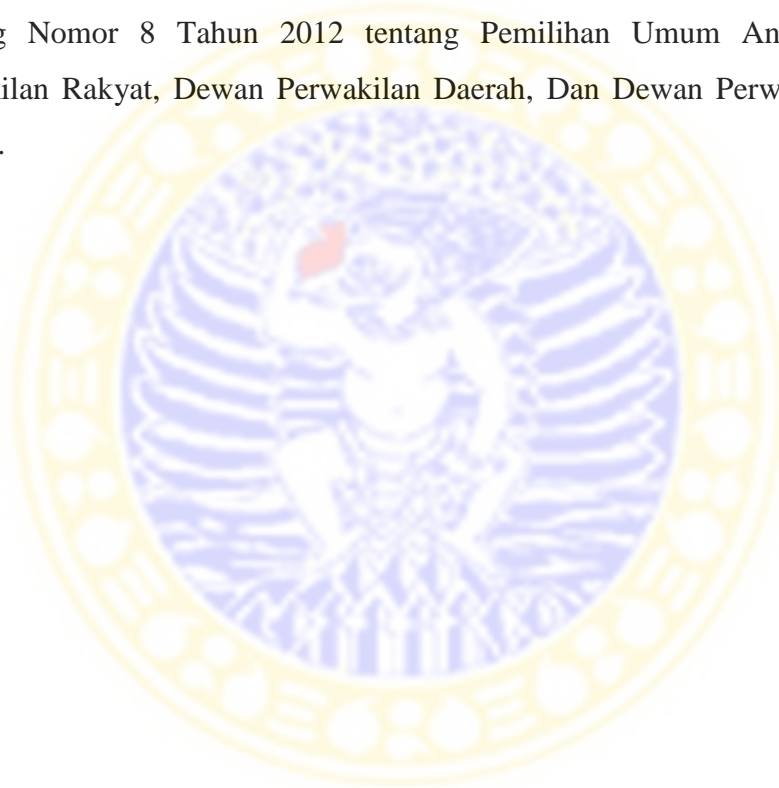 g Nomor 8 Tahun 2012 tentang Pemilihan Umum An
ilan Rakyat, Dewan Perwakilan Daerah, Dan Dewan Perw
.